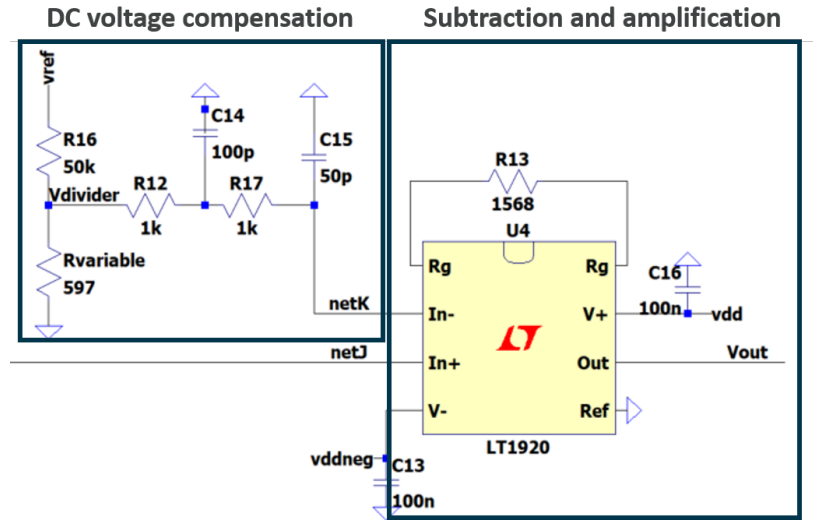 DC voltage compensation
Subtraction and amplification
vref
R16
50k
Vdivider
R12
1k
C14
100p
R17
1k
C15
50p
Rvariable
597
netK
netJ
R13
1568
U4
Rg
Rg
In-
V+
In+
Out
V-
Ref
LT1920
C16
100n
vdd
Vout
vddneg
C13
100n